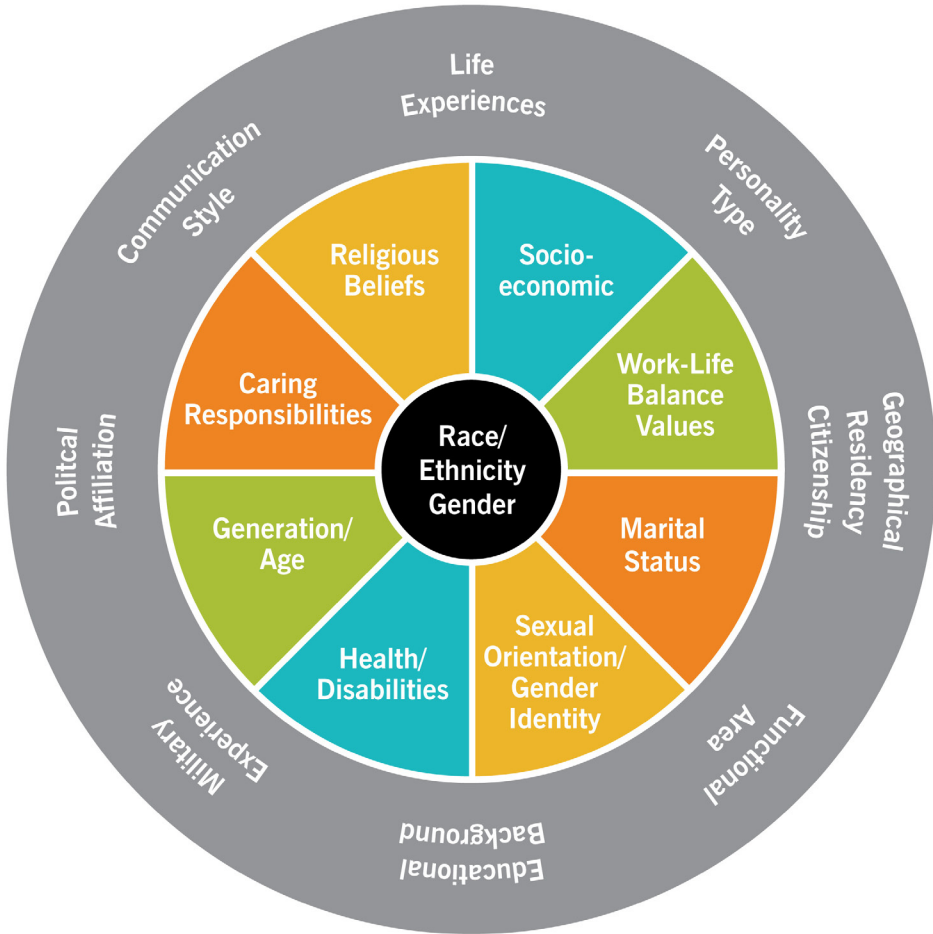 Life
Experiences
Personality
Type
Geographical
Residency
Citizenship
Functional
Area
Educational
Background
Military
Experience
Politcal
Affiliation
Communication
Style
Socio-
economic
Work-Life
Balance
Values
Marital
Status
Sexual
Orientation/
Gender
Identity
Health/
Disabilities
Generation/
Age
Caring
Responsibilities
Religious
Beliefs
Race/
Ethnicity
Gender